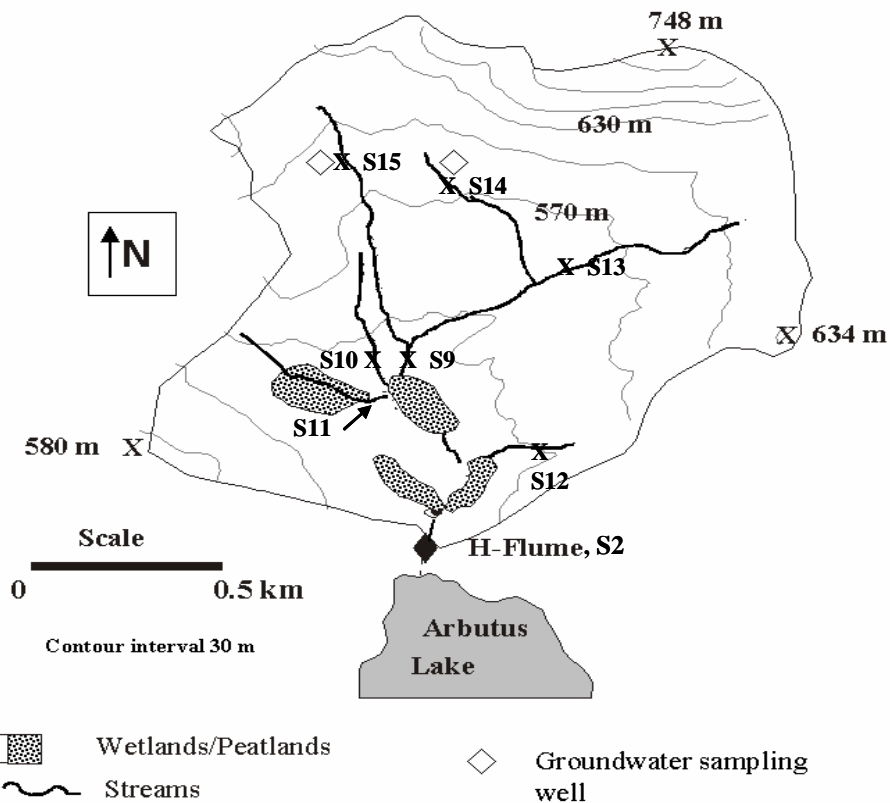 748 m
X
630 m
X S15
X S14
570 m
N
X S13
X 634 m
S10 X X S9
S11
580 m X
X
S12
Scale
H-Flume, S2
0 0.5 km
Contour interval 30 m
Arbutus
Lake
Wetlands/Peatlands
Streams
Groundwater sampling
well